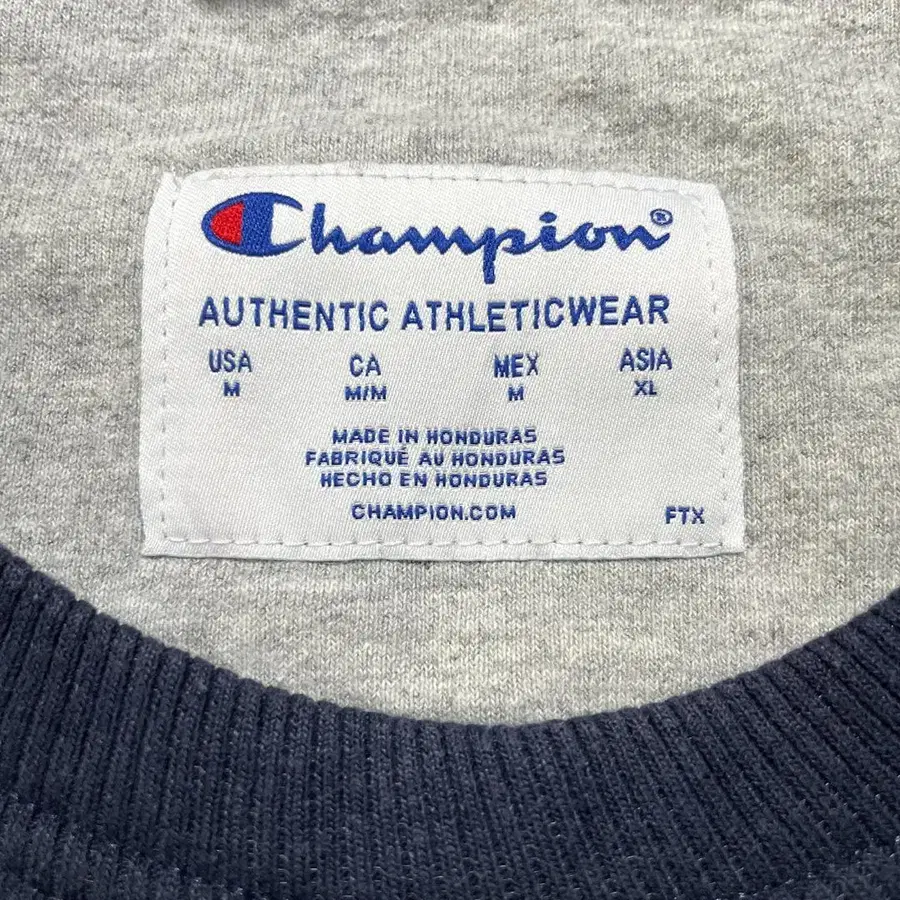 Champion®
AUTHENTIC ATHLETICWEAR
USA CA MEX ASIA
M M/M M XL
MADE IN HONDURAS
FABRIQUÉ AU HONDURAS
HECHO EN HONDURAS
CHAMPION.COM FTX